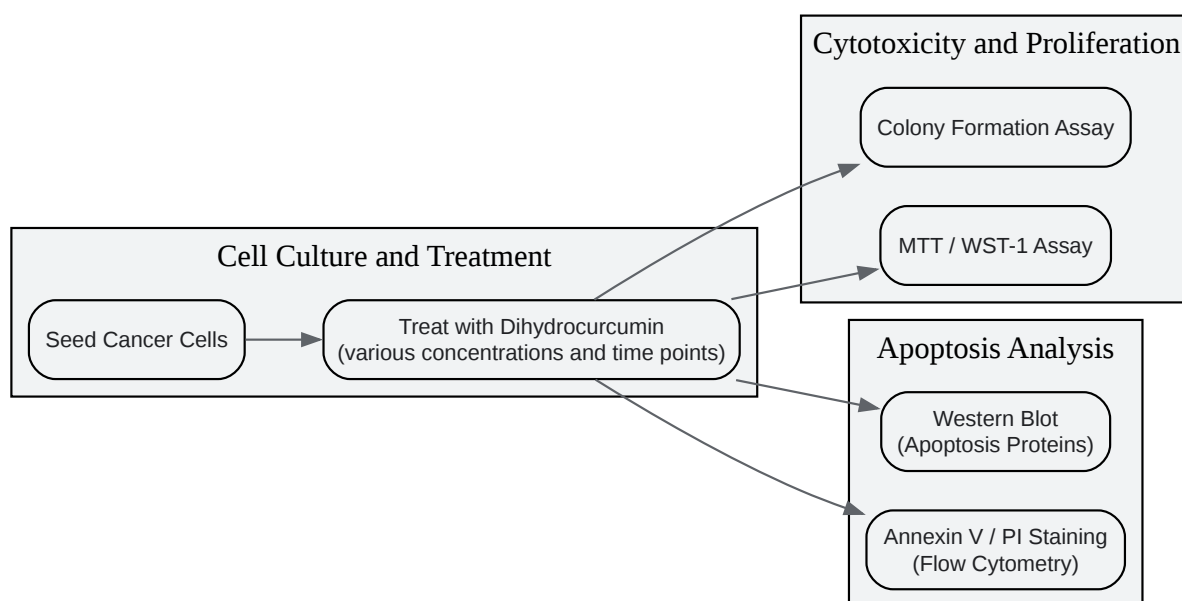 Cytotoxicity and Proliferation
Colony Formation Assay
MTT / WST-1 Assay
Cell Culture and Treatment
Seed Cancer Cells
Treat with Dihydrocurcumin
(various concentrations and time points)
Apoptosis Analysis
Western Blot
(Apoptosis Proteins)
Annexin V / PI Staining
(Flow Cytometry)